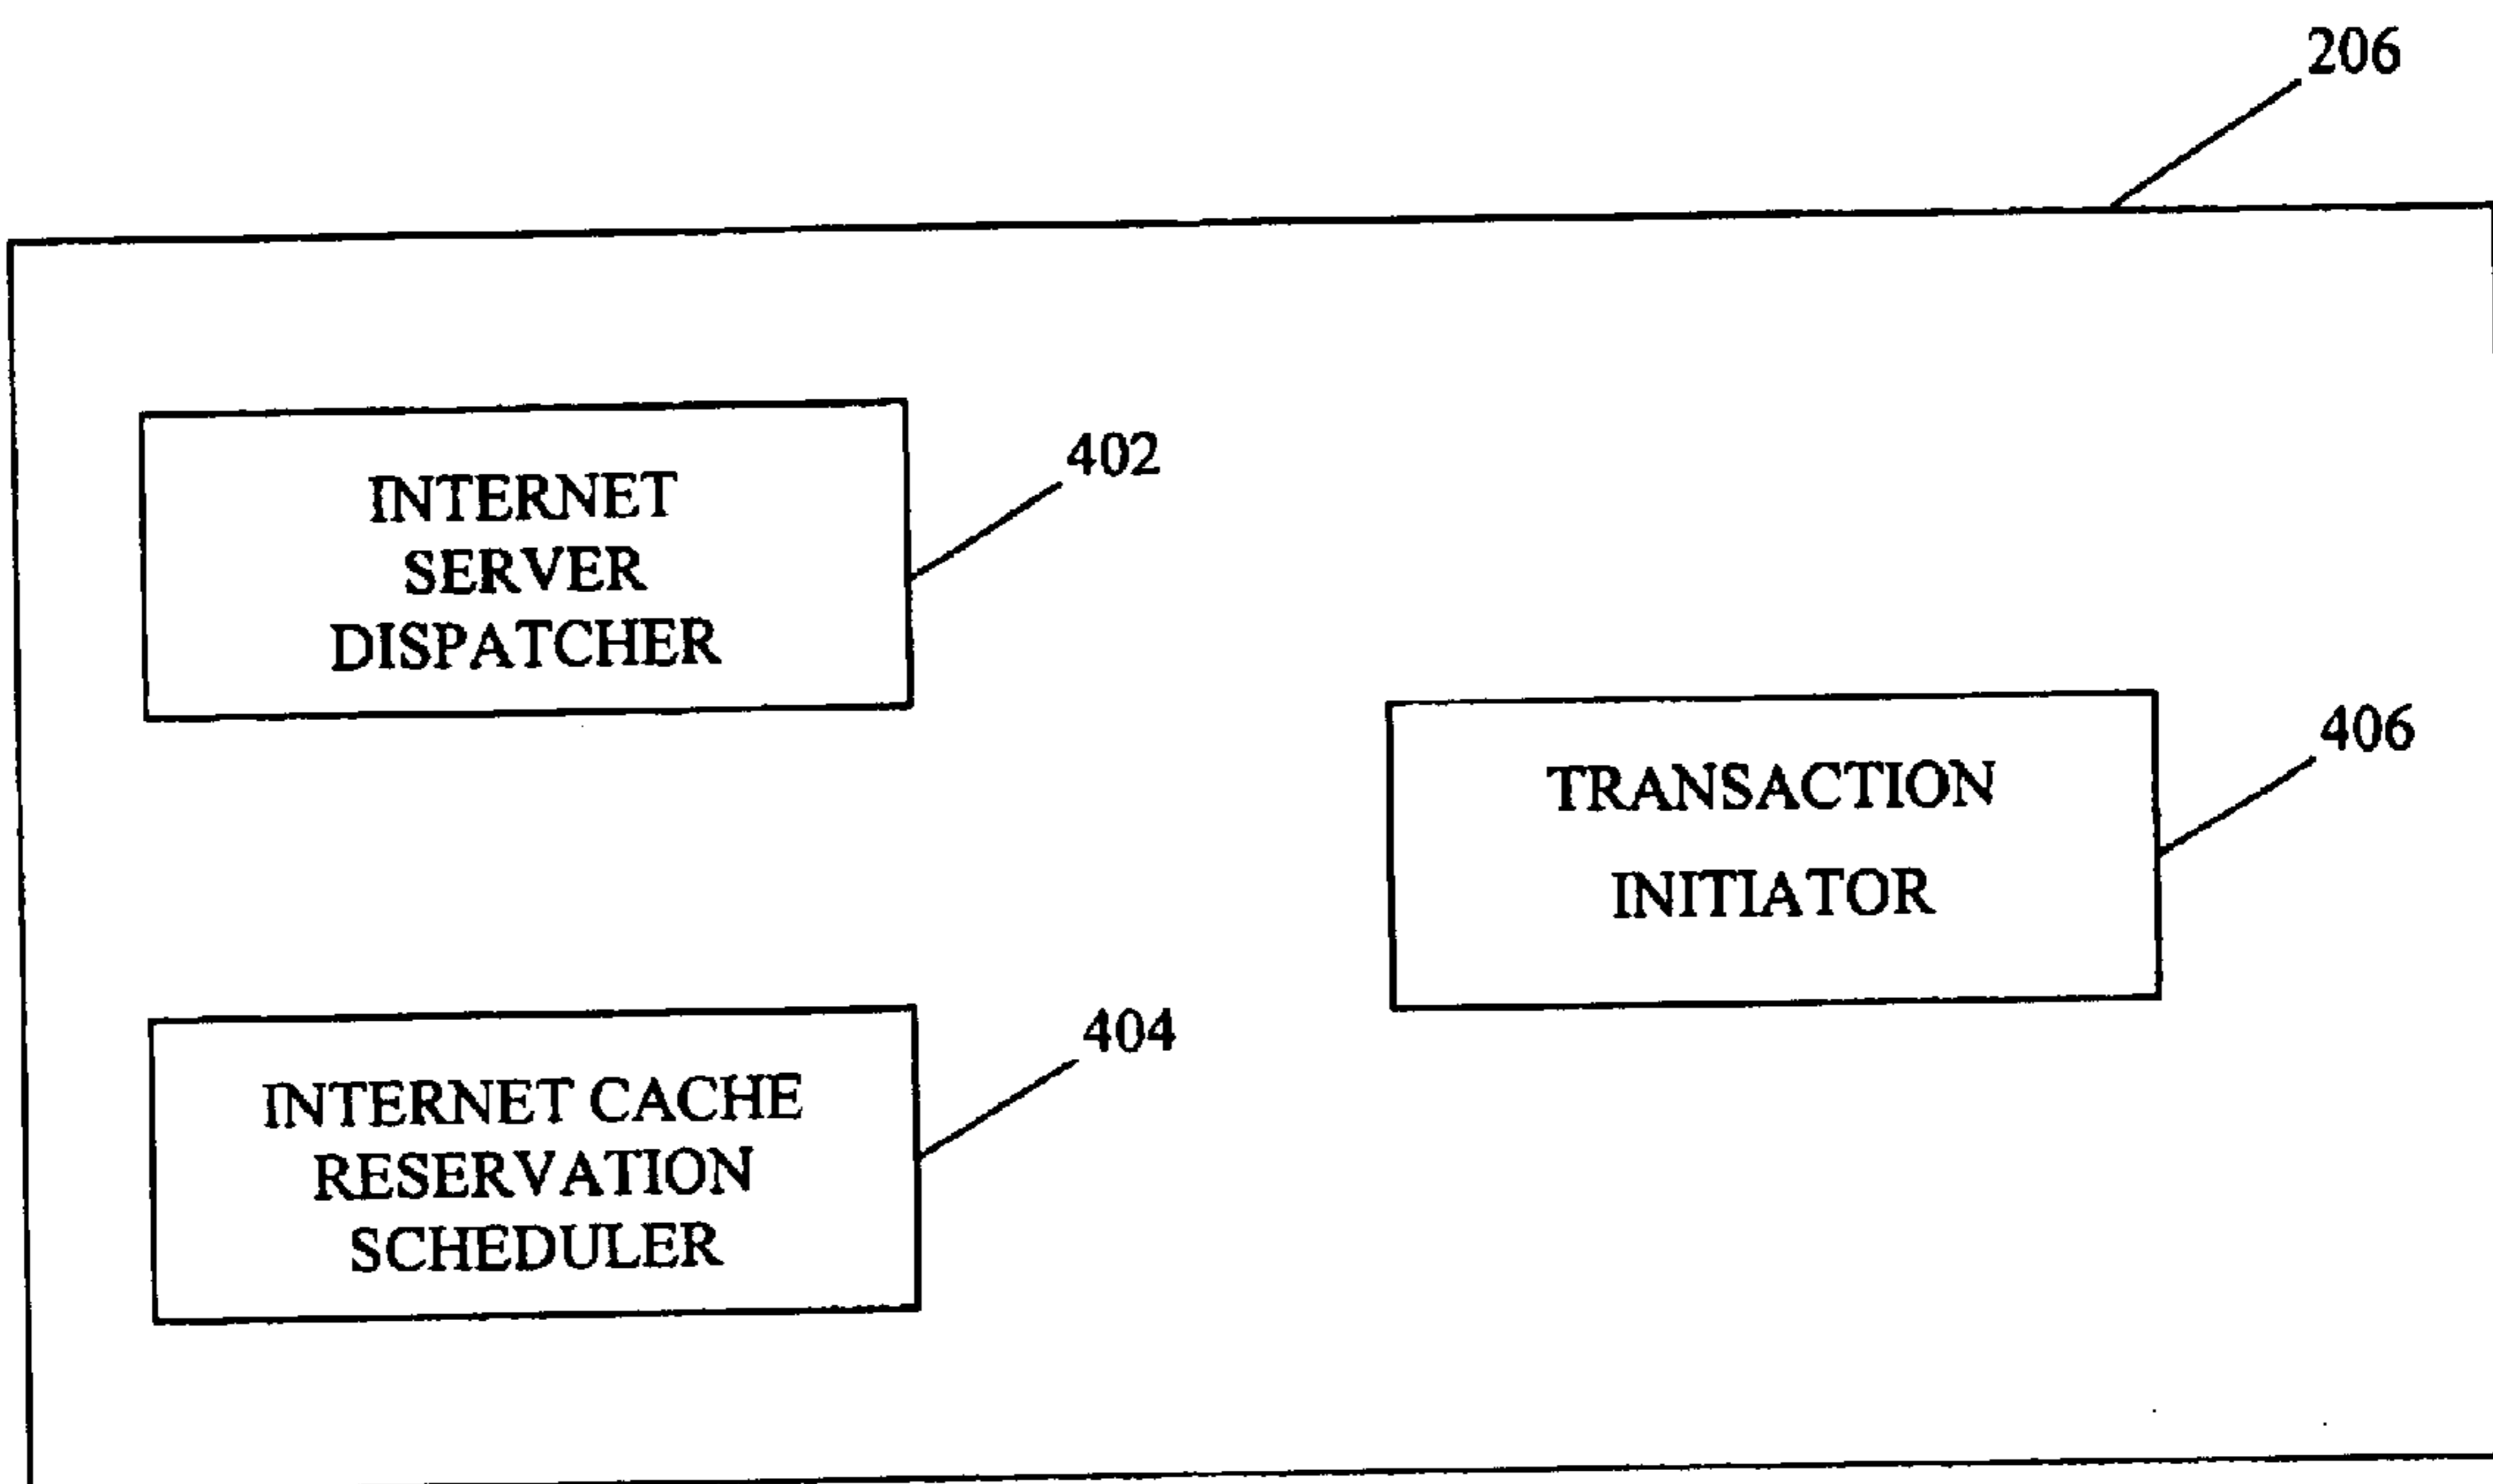 206
402
INTERNET
SERVER
DISPATCHER
406
TRANSACTION
INITIATOR
404
INTERNET CACHE
RESERVATION
SCHEDULER